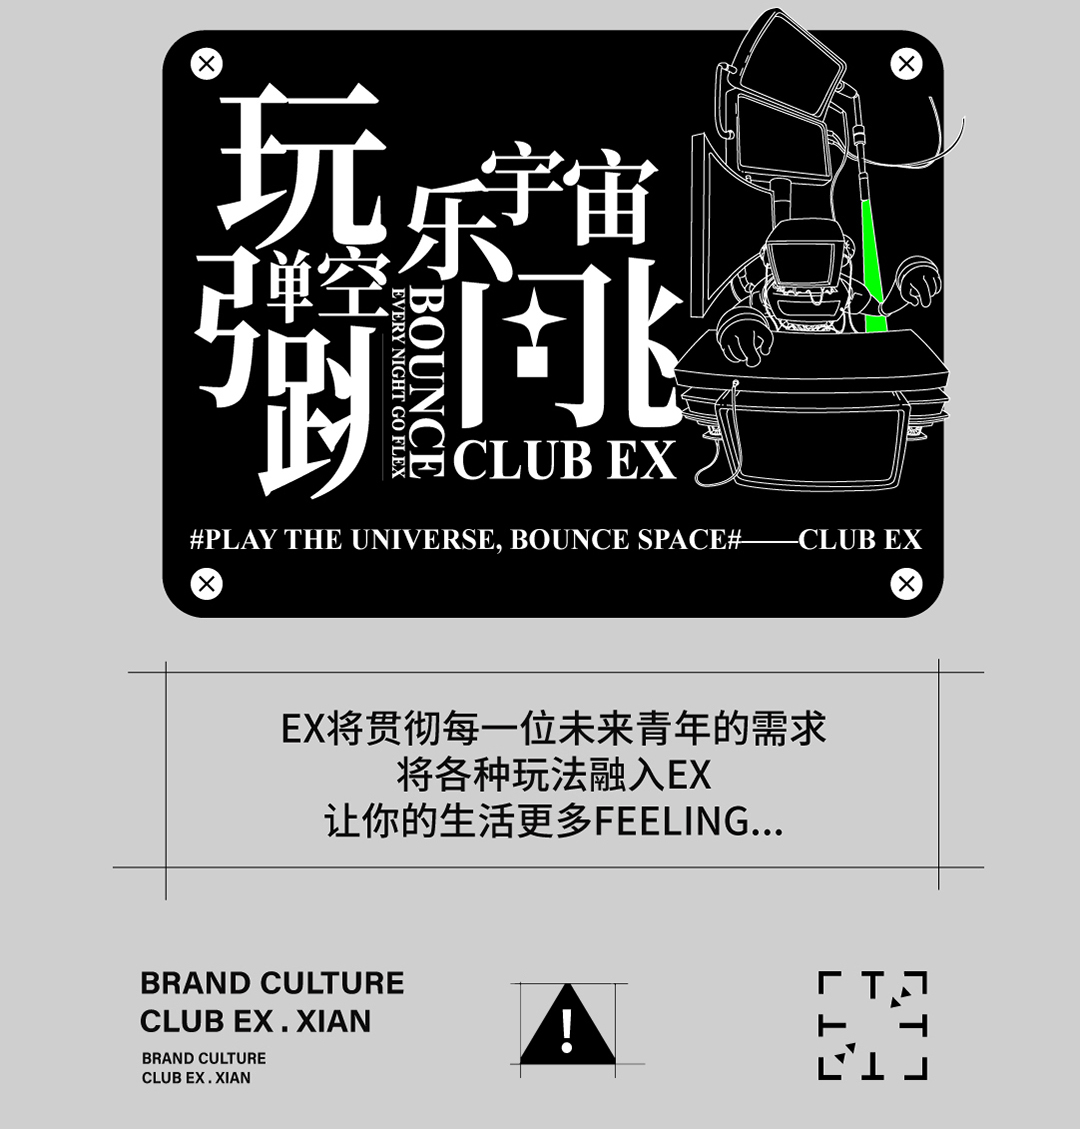 玩乐宇宙
弹跳空间
BOUNCE
EVERY NIGHT GO FLEX
CLUB EX
#PLAY THE UNIVERSE, BOUNCE SPACE#——CLUB EX
EX将贯彻每一位未来青年的需求
将各种玩法融入EX
让你的生活更多FEELING...
BRAND CULTURE
CLUB EX . XIAN
BRAND CULTURE
CLUB EX . XIAN